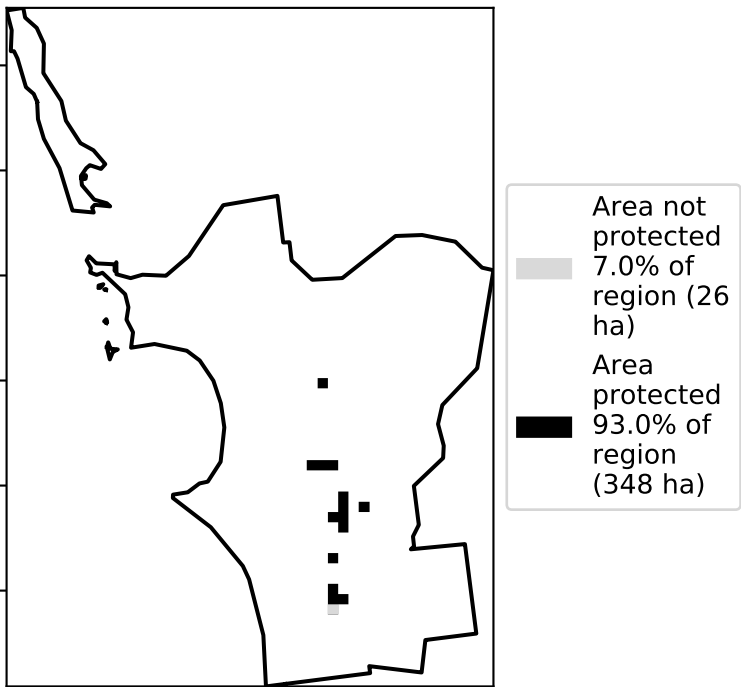 Area not
protected
7.0% of
region (26
ha)
Area
protected
93.0% of
region
(348 ha)